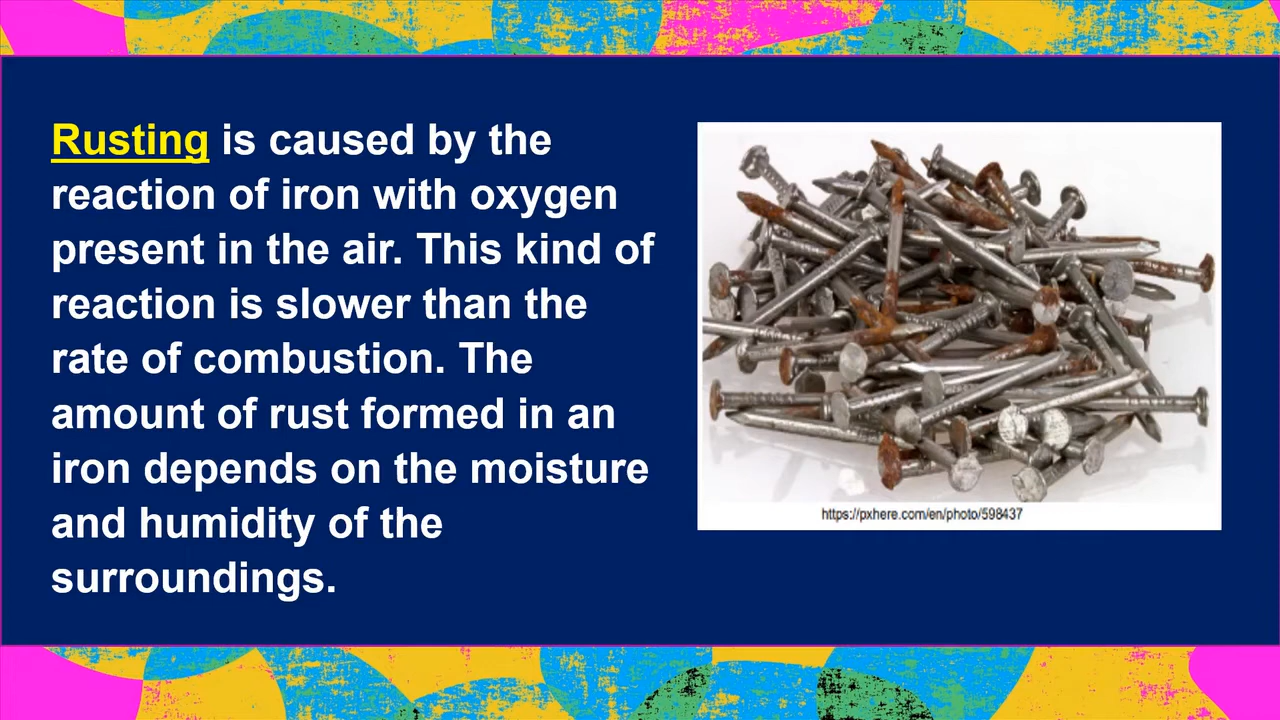 Rusting is caused by the
reaction of iron with oxygen
present in the air. This kind of
reaction is slower than the
rate of combustion. The
amount of rust formed in an
iron depends on the moisture
and humidity of the
surroundings.
https://pxhere.com/en/photo/598437